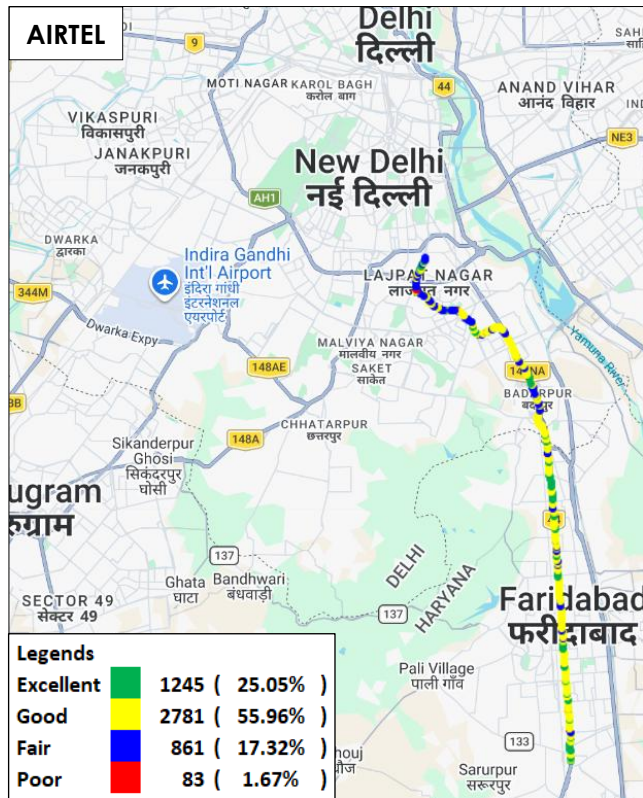 AIRTEL
Delhi
दिल्ली
9
MOTI NAGAR
KAROL BAGH
करोल बाग
44
ANAND VIHAR
आनंद विहार
NE3
VIKASPURI
विकासपुरी
JANAKPURI
जनकपुरी
New Delhi
नई दिल्ली
AH1
DWARKA
द्वारका
Indira Gandhi
Int'l Airport
इंदिरा गांधी
इंटरनेशनल
एयरपोर्ट
344M
Dwarka Expy
LAJPAT NAGAR
Yamuna River
MALVIYA NAGAR
मालवीय नगर
148AE
SAKET
साकेत
BADARPUR
CHHATARPUR
छत्तरपुर
148A
Sikanderpur
Ghosi
सिकंदरपुर
घोसी
ugram
137
Ghata
घाटा
Bandhwari
बंधवाड़ी
DELHI
HARYANA
137
SECTOR 49
सेक्टर 49
Faridabad
फरीदाबाद
Pali Village
पाली गाँव
133
Sarurpur
सरूरपुर
Legends
Excellent 1245 ( 25.05% )
Good 2781 ( 55.96% )
Fair 861 ( 17.32% )
Poor 83 ( 1.67% )